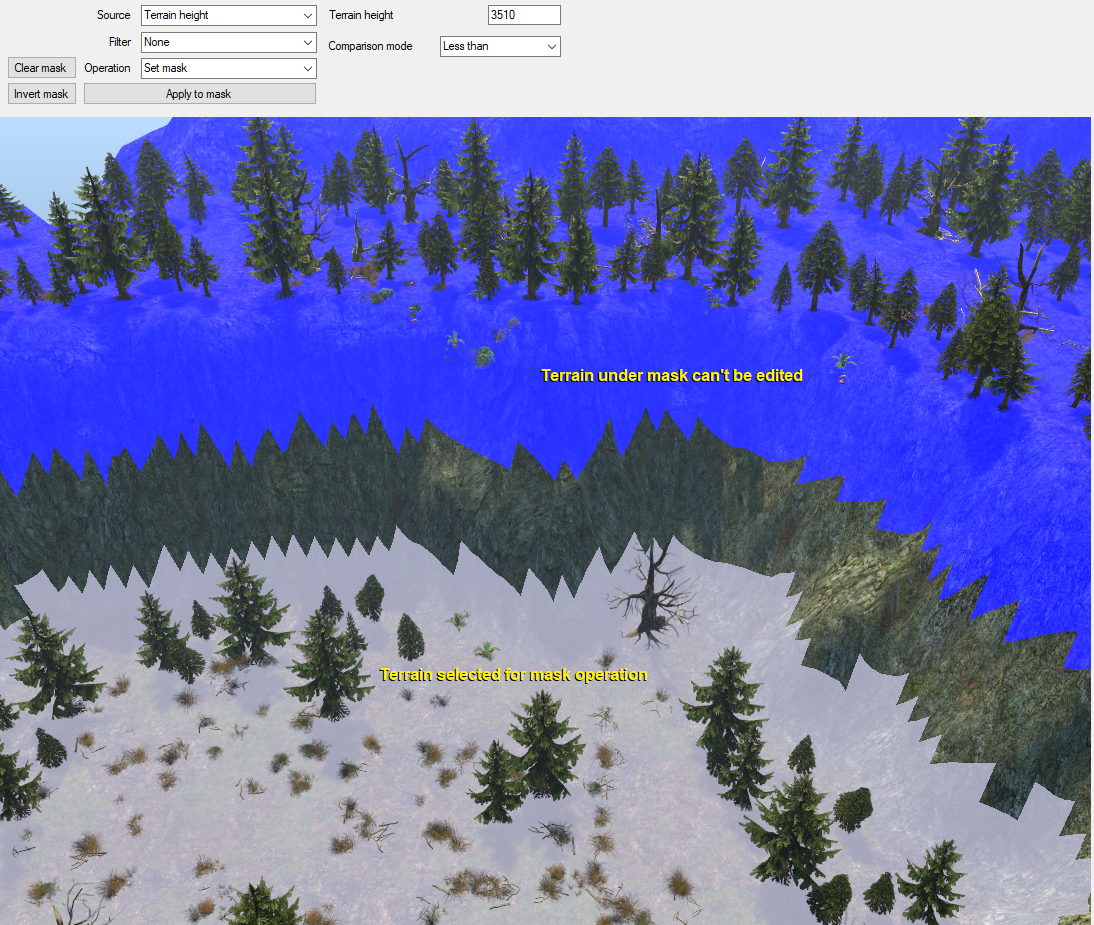 Source Terrain height Terrain height 3510
Filter None Comparison mode Less than
Clear mask Operation Set mask
Invert mask Apply to mask
Terrain under mask can't be edited
Terrain selected for mask operation